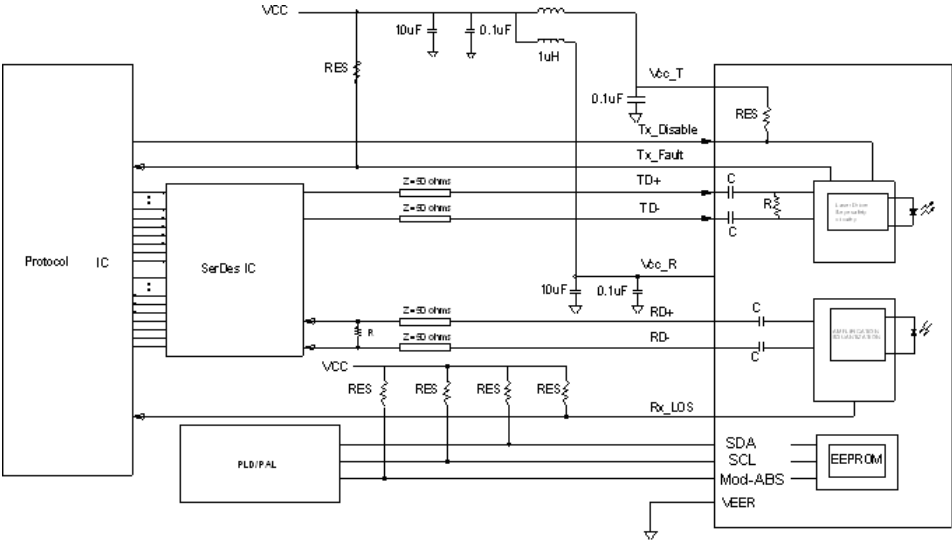 VCC
10uF
0.1uF
1uH
RES
Vcc_T
0.1uF
RES
Tx_Disable
Tx_Fault
Z=50 ohms
TD+
C
Z=50 ohms
TD-
R
C
Protocol IC
SerDes IC
Vcc_R
10uF
0.1uF
Z=50 ohms
RD+
C
R
Z=50 ohms
RD-
C
VCC
RES
RES
RES
RES
Rx_LOS
PLD/PAL
SDA
SCL
Mod-ABS
VEER
EEPROM